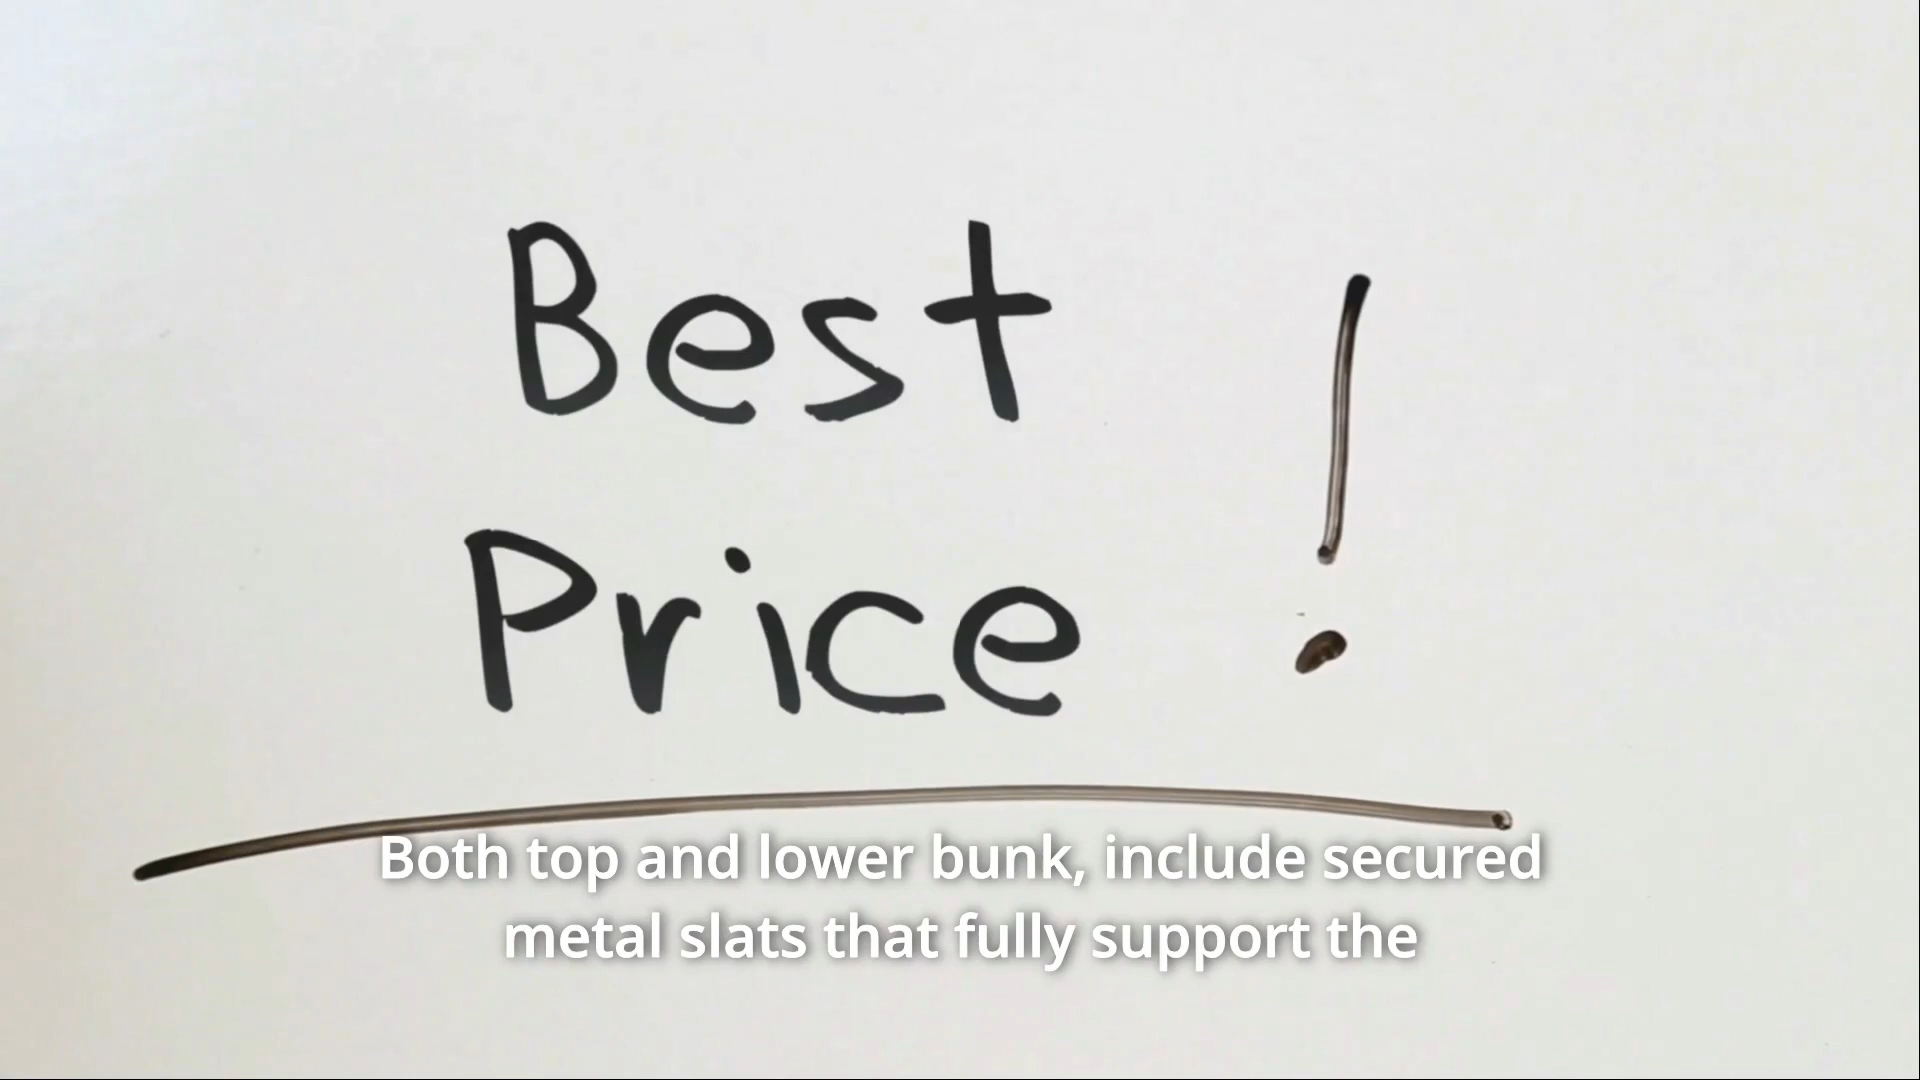 Best !
Price
Both top and lower bunk, include secured
metal slats that fully support the